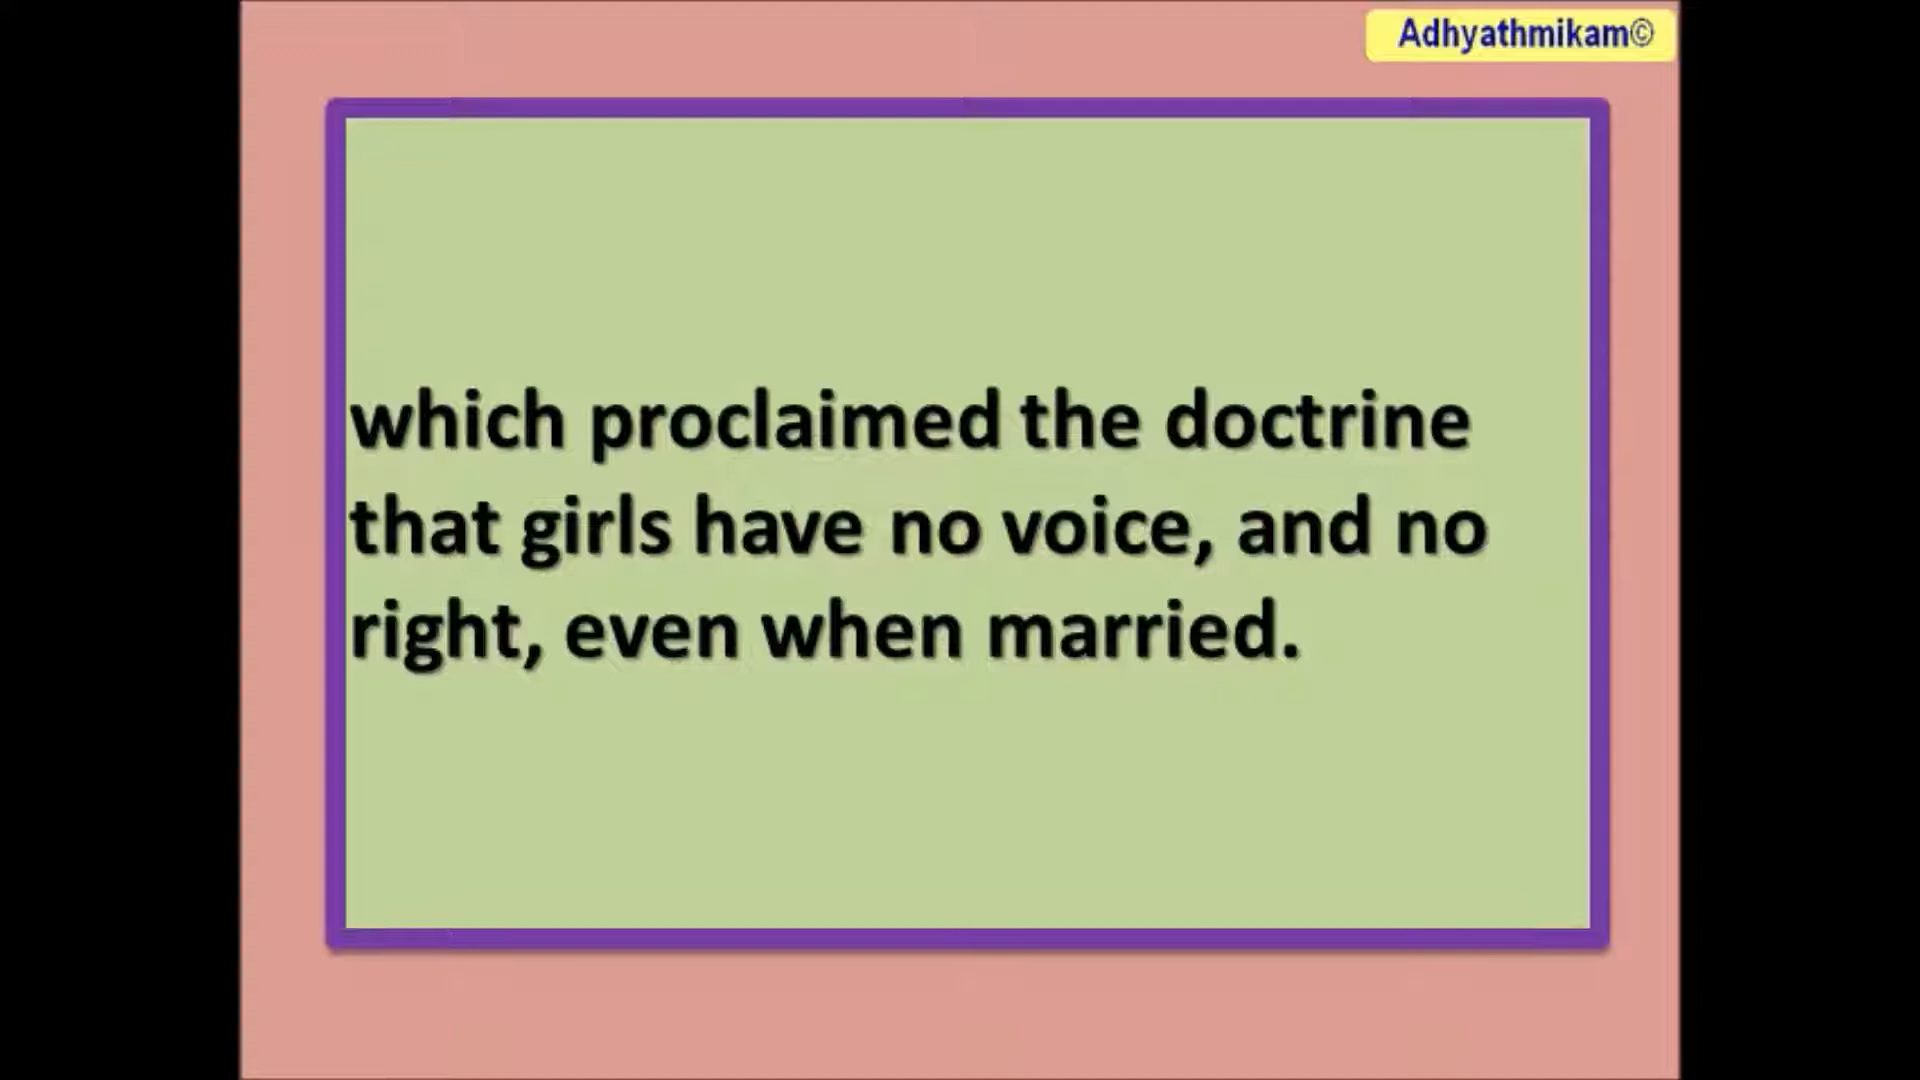 Adhyathmikam©
which proclaimed the doctrine
that girls have no voice, and no
right, even when married.